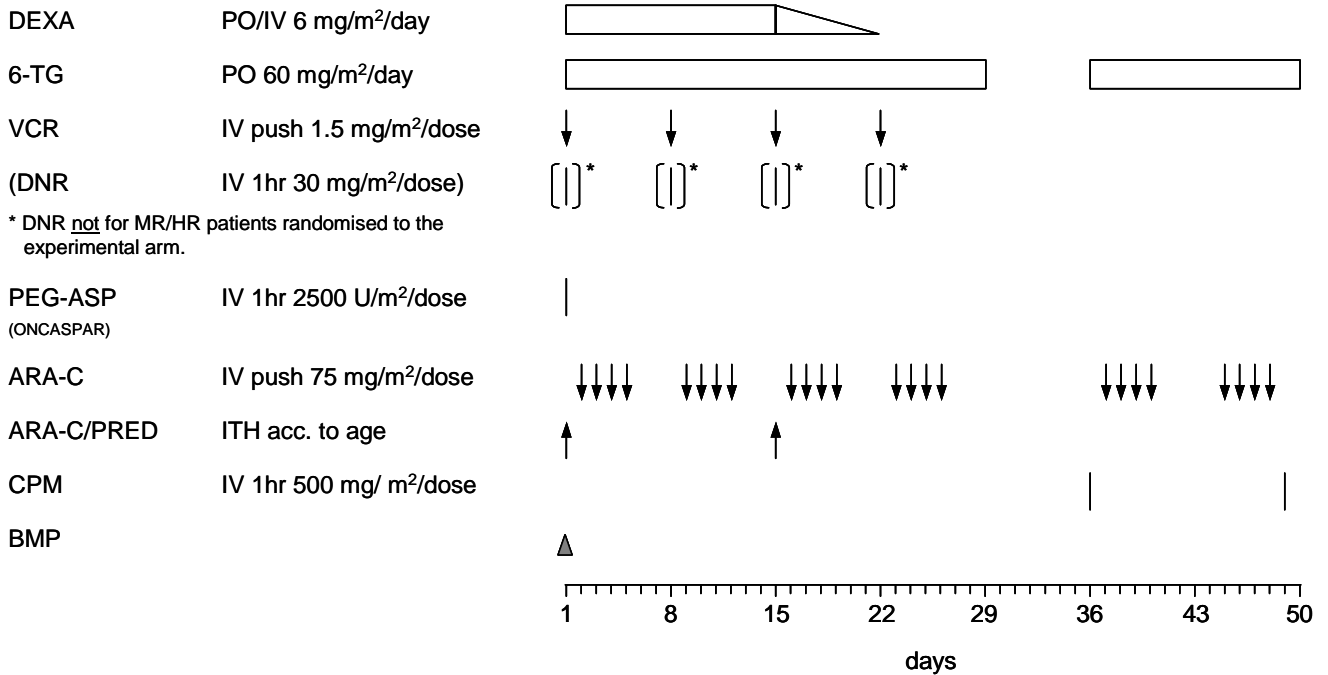 DEXA PO/IV 6 mg/m²/day
6-TG PO 60 mg/m²/day
VCR IV push 1.5 mg/m²/dose
(DNR IV 1hr 30 mg/m²/dose) * * * *
* DNR not for MR/HR patients randomised to the
experimental arm.
PEG-ASP IV 1hr 2500 U/m²/dose
(ONCASPAR)
ARA-C IV push 75 mg/m²/dose
ARA-C/PRED ITH acc. to age
CPM IV 1hr 500 mg/ m²/dose
BMP
1 8 15 22 29 36 43 50
days